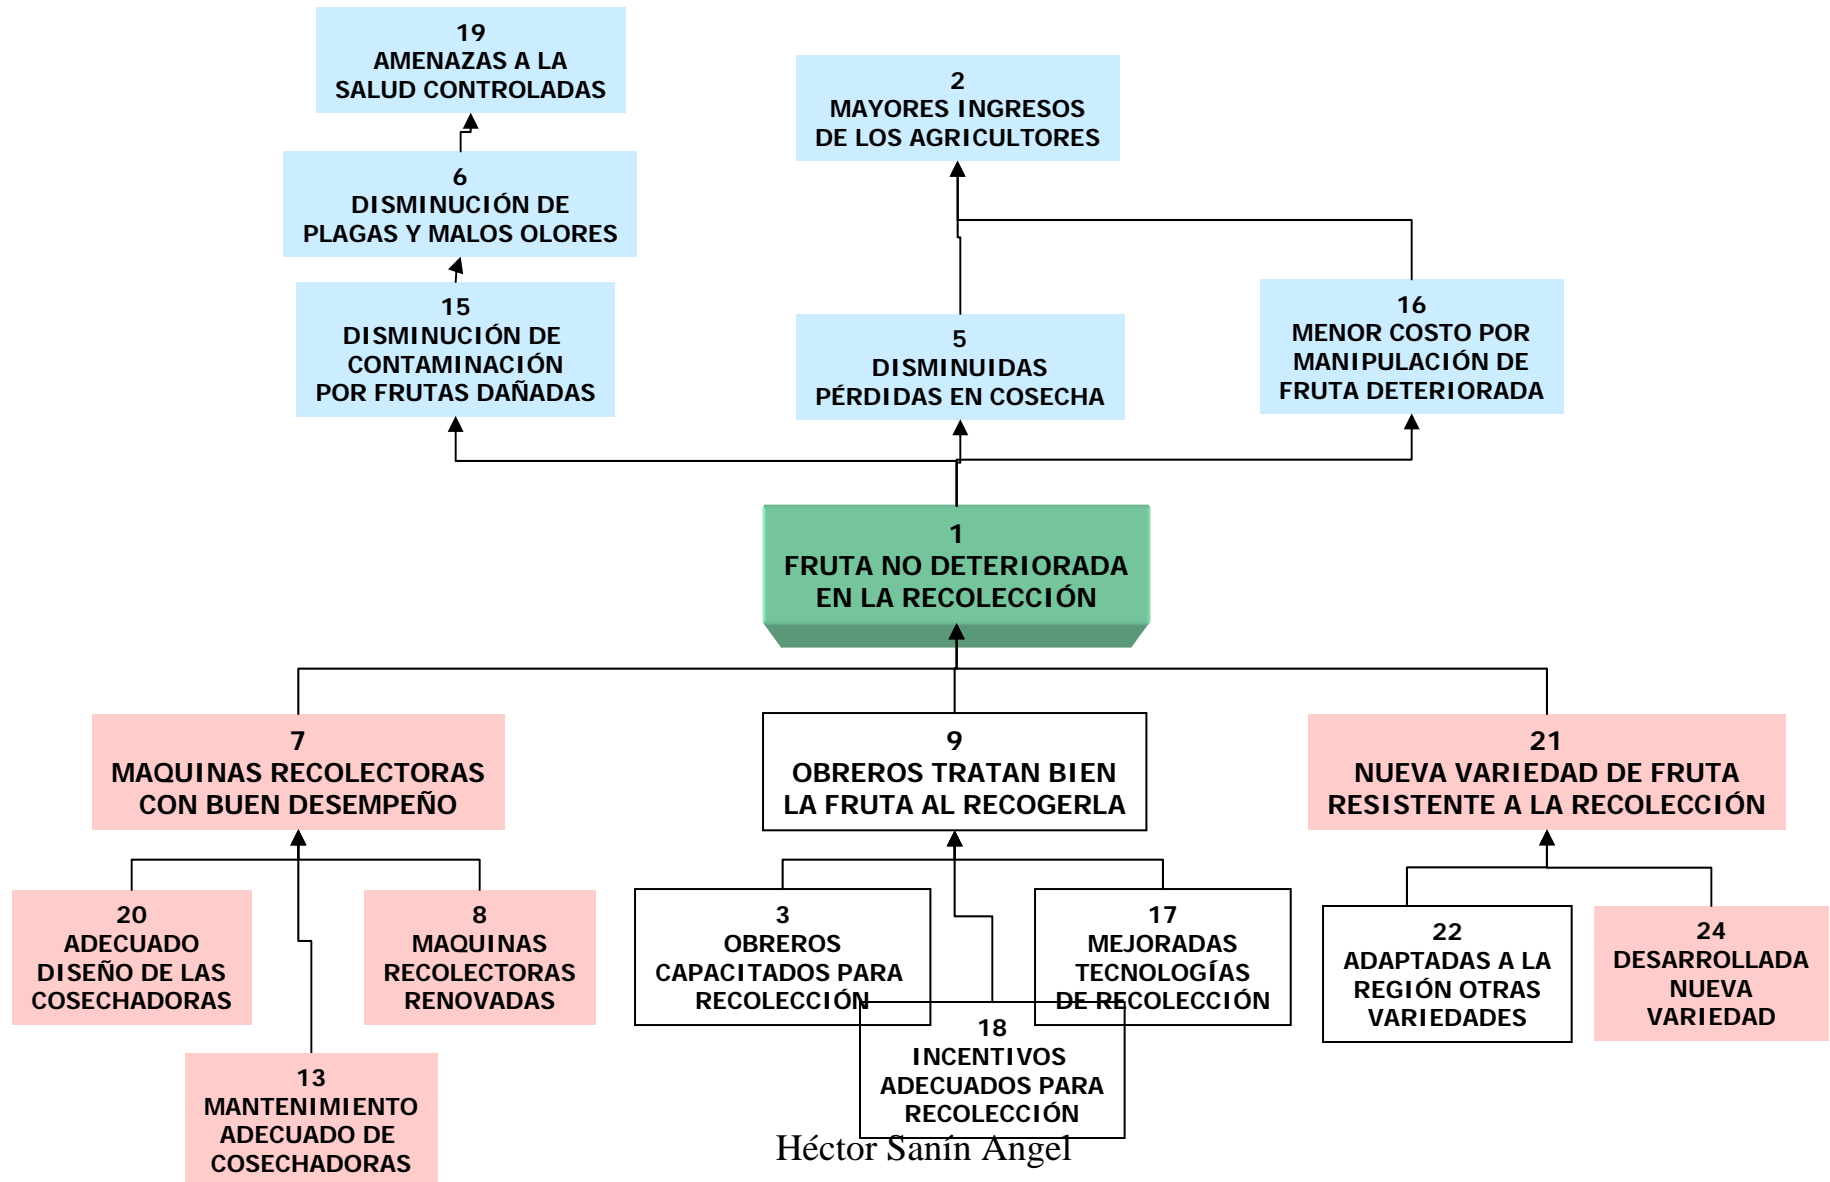 19
AMENAZAS A LA
SALUD CONTROLADAS
2
MAYORES INGRESOS
DE LOS AGRICULTORES
6
DISMINUCIÓN DE
PLAGAS Y MALOS OLORES
15
DISMINUCIÓN DE
CONTAMINACIÓN
POR FRUTAS DAÑADAS
5
DISMINUIDAS
PÉRDIDAS EN COSECHA
16
MENOR COSTO POR
MANIPULACIÓN DE
FRUTA DETERIORADA
1
FRUTA NO DETERIORADA
EN LA RECOLECCIÓN
7
MAQUINAS RECOLECTORAS
CON BUEN DESEMPEÑO
9
OBREROS TRATAN BIEN
LA FRUTA AL RECOGERLA
21
NUEVA VARIEDAD DE FRUTA
RESISTENTE A LA RECOLECCIÓN
20
ADECUADO
DISEÑO DE LAS
COSECHADORAS
8
MAQUINAS
RECOLECTORAS
RENOVADAS
3
OBREROS
CAPACITADOS PARA
RECOLECCIÓN
17
MEJORADAS
TECNOLOGÍAS
DE RECOLECCIÓN
22
ADAPTADAS A LA
REGIÓN OTRAS
VARIEDADES
24
DESARROLLADA
NUEVA
VARIEDAD
13
MANTENIMIENTO
ADECUADO DE
COSECHADORAS
18
INCENTIVOS
ADECUADOS PARA
RECOLECCIÓN
Héctor Sanín Angel